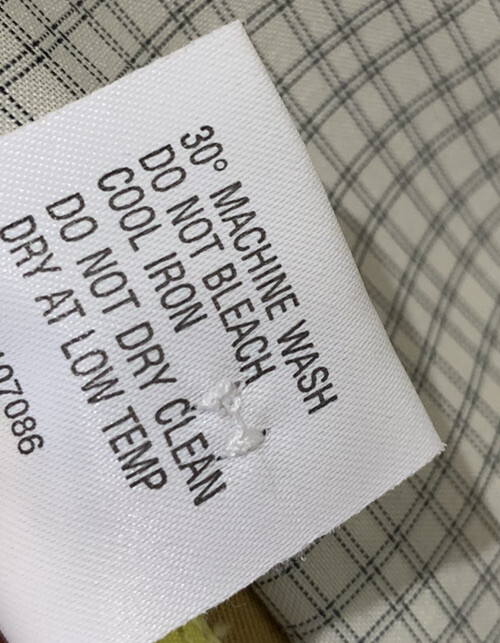 30° MACHINE WASH
DO NOT BLEACH
COOL IRON
DO NOT DRY CLEAN
DRY AT LOW TEMP